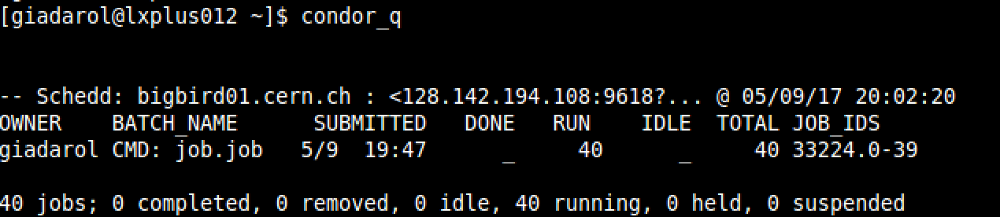 [giadarol@lxplus012 ~]$ condor_q
-- Schedd: bigbird01.cern.ch : <128.142.194.108:9618?... @ 05/09/17 20:02:20
OWNER    BATCH_NAME      SUBMITTED   DONE   RUN    IDLE  TOTAL JOB_IDS
giadarol CMD: job.job   5/9  19:47      _     40      _     40 33224.0-39
40 jobs; 0 completed, 0 removed, 0 idle, 40 running, 0 held, 0 suspended